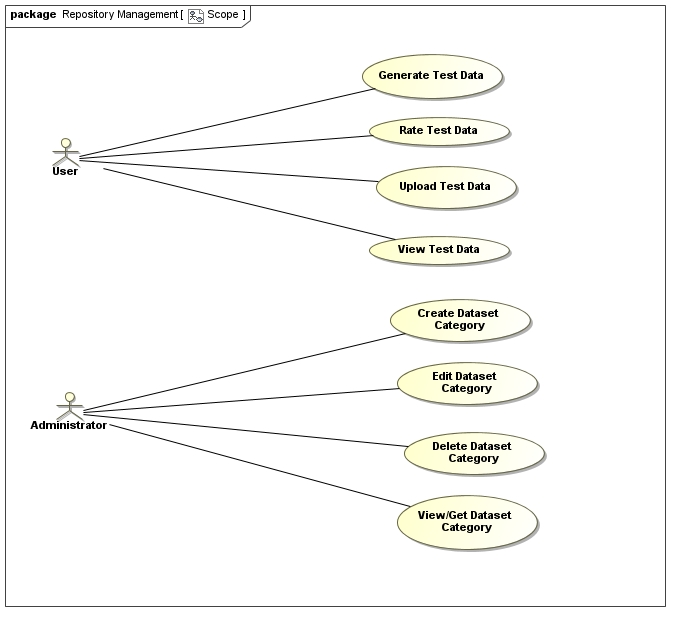 package Repository Management [ Scope ]
Generate Test Data
Rate Test Data
User
Upload Test Data
View Test Data
Create Dataset
Category
Edit Dataset
Category
Administrator
Delete Dataset
Category
View/Get Dataset
Category